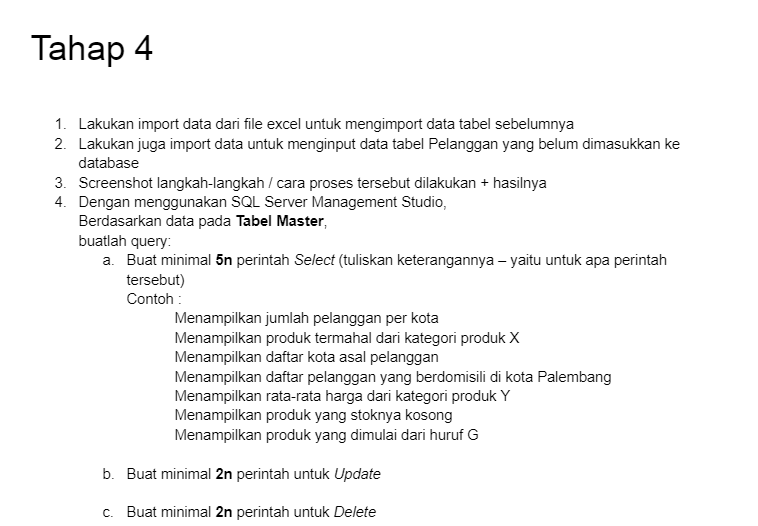 Tahap 4
1. Lakukan import data dari file excel untuk mengimport data tabel sebelumnya
2. Lakukan juga import data untuk menginput data tabel Pelanggan yang belum dimasukkan ke
database
3. Screenshot langkah-langkah / cara proses tersebut dilakukan + hasilnya
4. Dengan menggunakan SQL Server Management Studio,
Berdasarkan data pada Tabel Master,
buatlah query:
a. Buat minimal 5n perintah Select (tuliskan keterangannya – yaitu untuk apa perintah
tersebut)
Contoh :
Menampilkan jumlah pelanggan per kota
Menampilkan produk termahal dari kategori produk X
Menampilkan daftar kota asal pelanggan
Menampilkan daftar pelanggan yang berdomisili di kota Palembang
Menampilkan rata-rata harga dari kategori produk Y
Menampilkan produk yang stoknya kosong
Menampilkan produk yang dimulai dari huruf G
b. Buat minimal 2n perintah untuk Update
c. Buat minimal 2n perintah untuk Delete